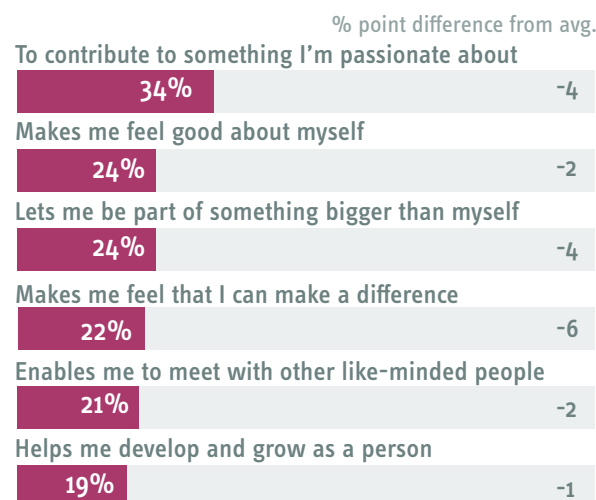 % point difference from avg.
To contribute to something I'm passionate about
34% -4
Makes me feel good about myself
24% -2
Lets me be part of something bigger than myself
24% -4
Makes me feel that I can make a difference
22% -6
Enables me to meet with other like-minded people
21% -2
Helps me develop and grow as a person
19% -1